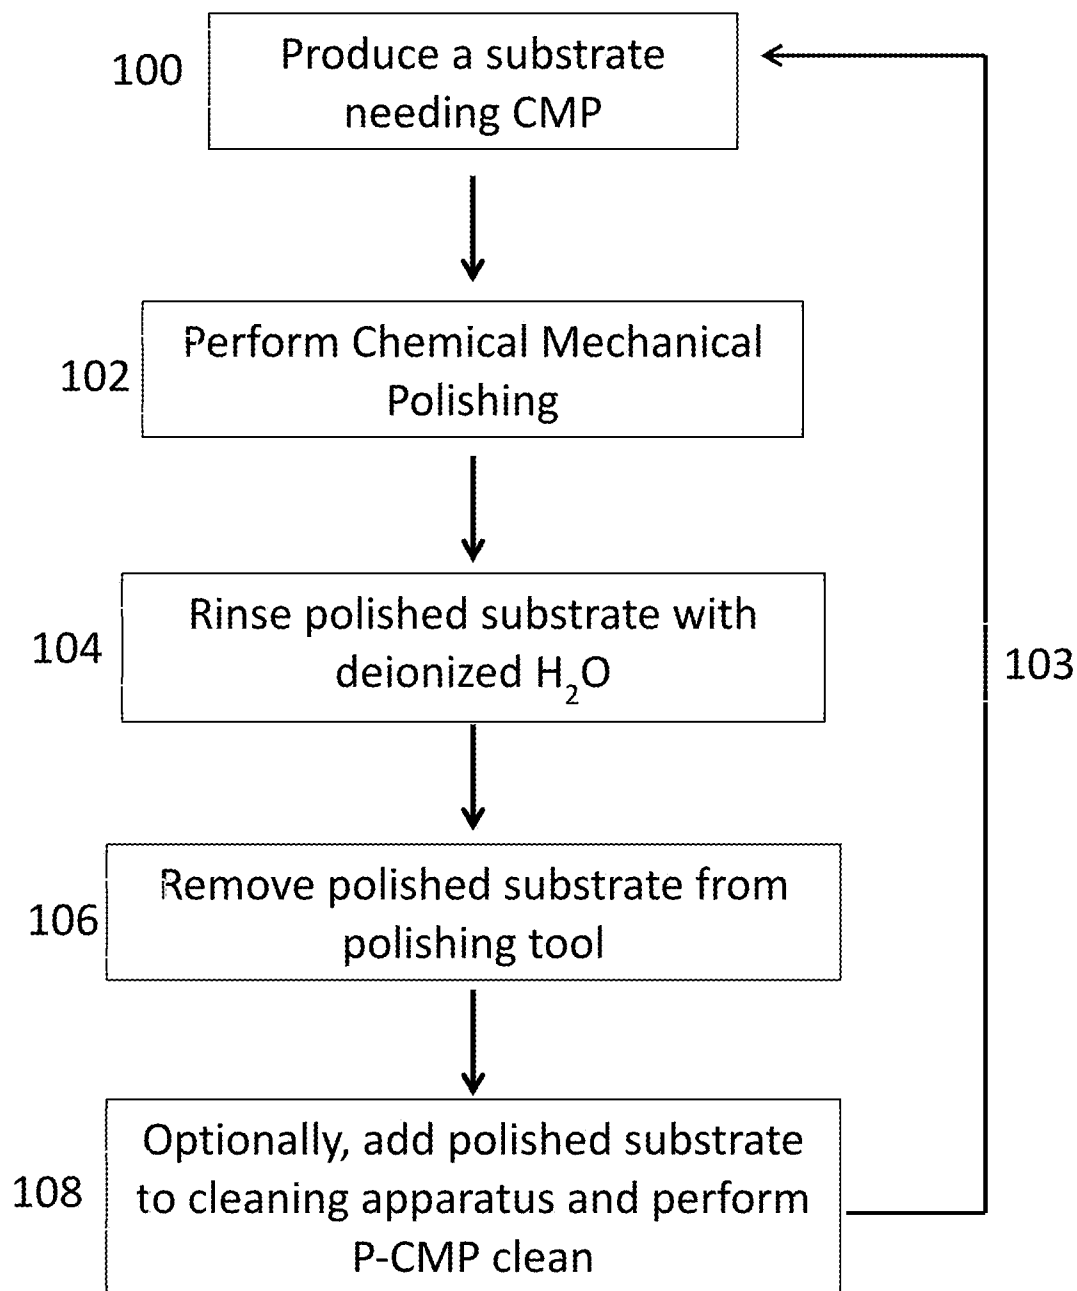 100
Produce a substrate
needing CMP
102
Perform Chemical Mechanical
Polishing
104
Rinse polished substrate with
deionized H₂O
103
106
Remove polished substrate from
polishing tool
108
Optionally, add polished substrate
to cleaning apparatus and perform
P-CMP clean